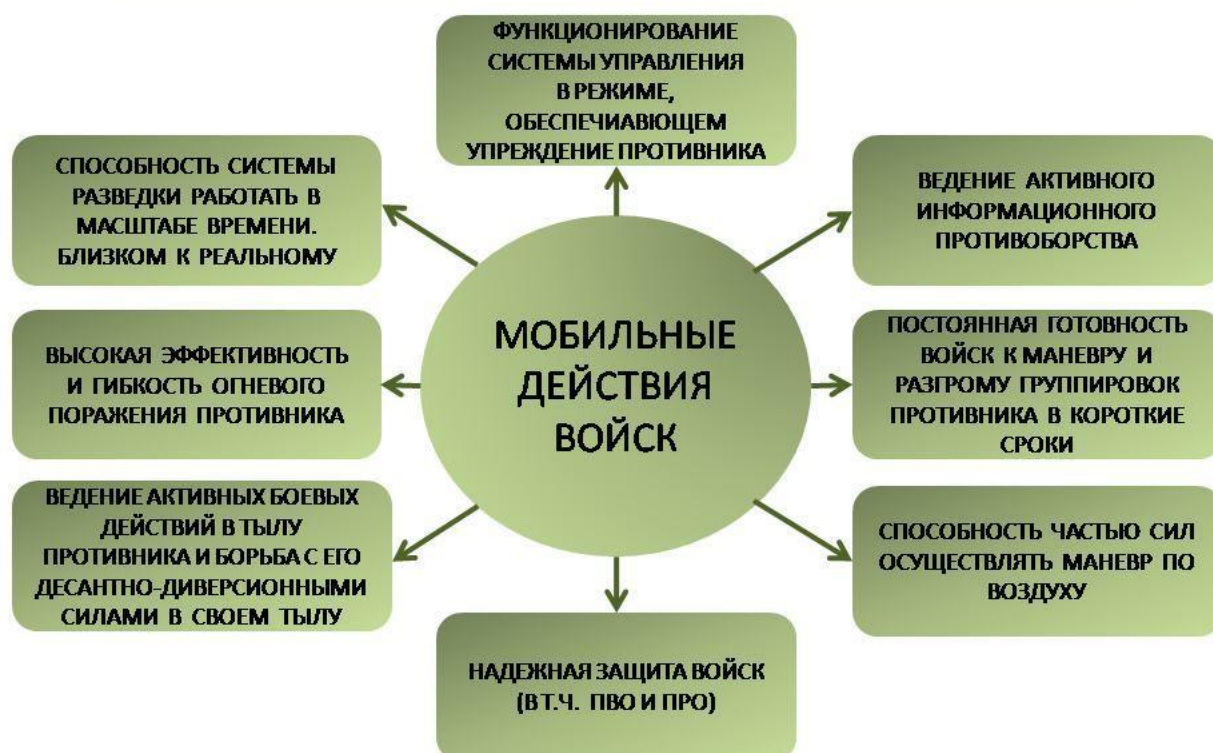 ФУНКЦИОНИРОВАНИЕ
СИСТЕМЫ УПРАВЛЕНИЯ
В РЕЖИМЕ,
ОБЕСПЕЧИАВЮЩЕМ
УПРЕЖДЕНИЕ ПРОТИВНИКА
СПОСОБНОСТЬ СИСТЕМЫ
РАЗВЕДКИ РАБОТАТЬ В
МАСШТАБЕ ВРЕМЕНИ.
БЛИЗКОМ К РЕАЛЬНОМУ
ВЕДЕНИЕ АКТИВНОГО
ИНФОРМАЦИОННОГО
ПРОТИВОБОРСТВА
МОБИЛЬНЫЕ
ДЕЙСТВИЯ
ВОЙСК
ВЫСОКАЯ ЭФФЕКТИВНОСТЬ
И ГИБКОСТЬ ОГНЕВОГО
ПОРАЖЕНИЯ ПРОТИВНИКА
ПОСТОЯННАЯ ГОТОВНОСТЬ
ВОЙСК К МАНЕВРУ И
РАЗГРОМУ ГРУППИРОВОК
ПРОТИВНИКА В КОРОТКИЕ
СРОКИ
ВЕДЕНИЕ АКТИВНЫХ БОЕВЫХ
ДЕЙСТВИЙ В ТЫЛУ
ПРОТИВНИКА И БОРЬБА С ЕГО
ДЕСАНТНО-ДИВЕРСИОННЫМИ
СИЛАМИ В СВОЕМ ТЫЛУ
СПОСОБНОСТЬ ЧАСТЬЮ СИЛ
ОСУЩЕСТВЛЯТЬ МАНЕВР ПО
ВОЗДУХУ
НАДЕЖНАЯ ЗАЩИТА ВОЙСК
(В Т.Ч. ПВО И ПРО)